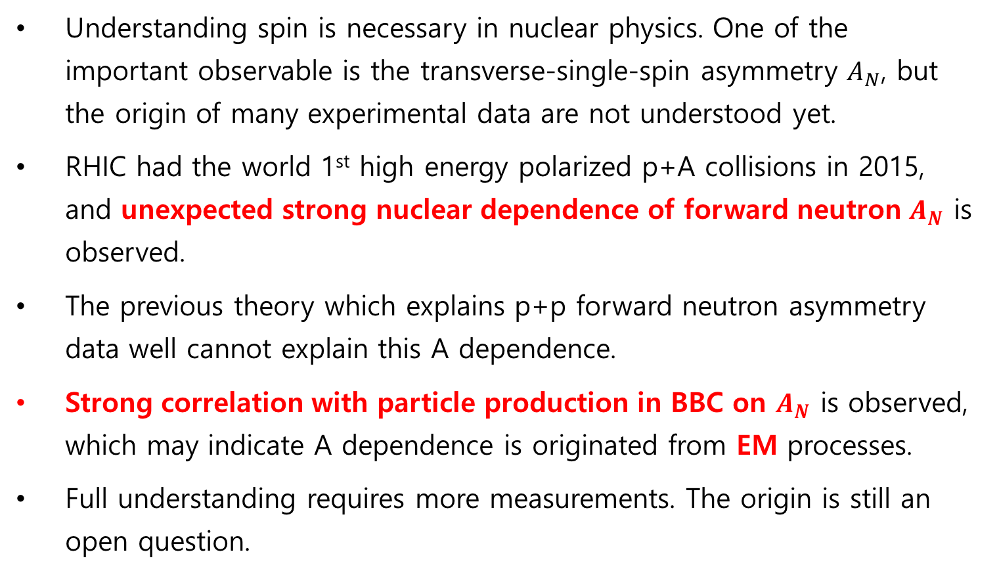 • Understanding spin is necessary in nuclear physics. One of the
important observable is the transverse-single-spin asymmetry A_N, but
the origin of many experimental data are not understood yet.
• RHIC had the world 1st high energy polarized p+A collisions in 2015,
and unexpected strong nuclear dependence of forward neutron A_N is
observed.
• The previous theory which explains p+p forward neutron asymmetry
data well cannot explain this A dependence.
• Strong correlation with particle production in BBC on A_N is observed,
which may indicate A dependence is originated from EM processes.
• Full understanding requires more measurements. The origin is still an
open question.